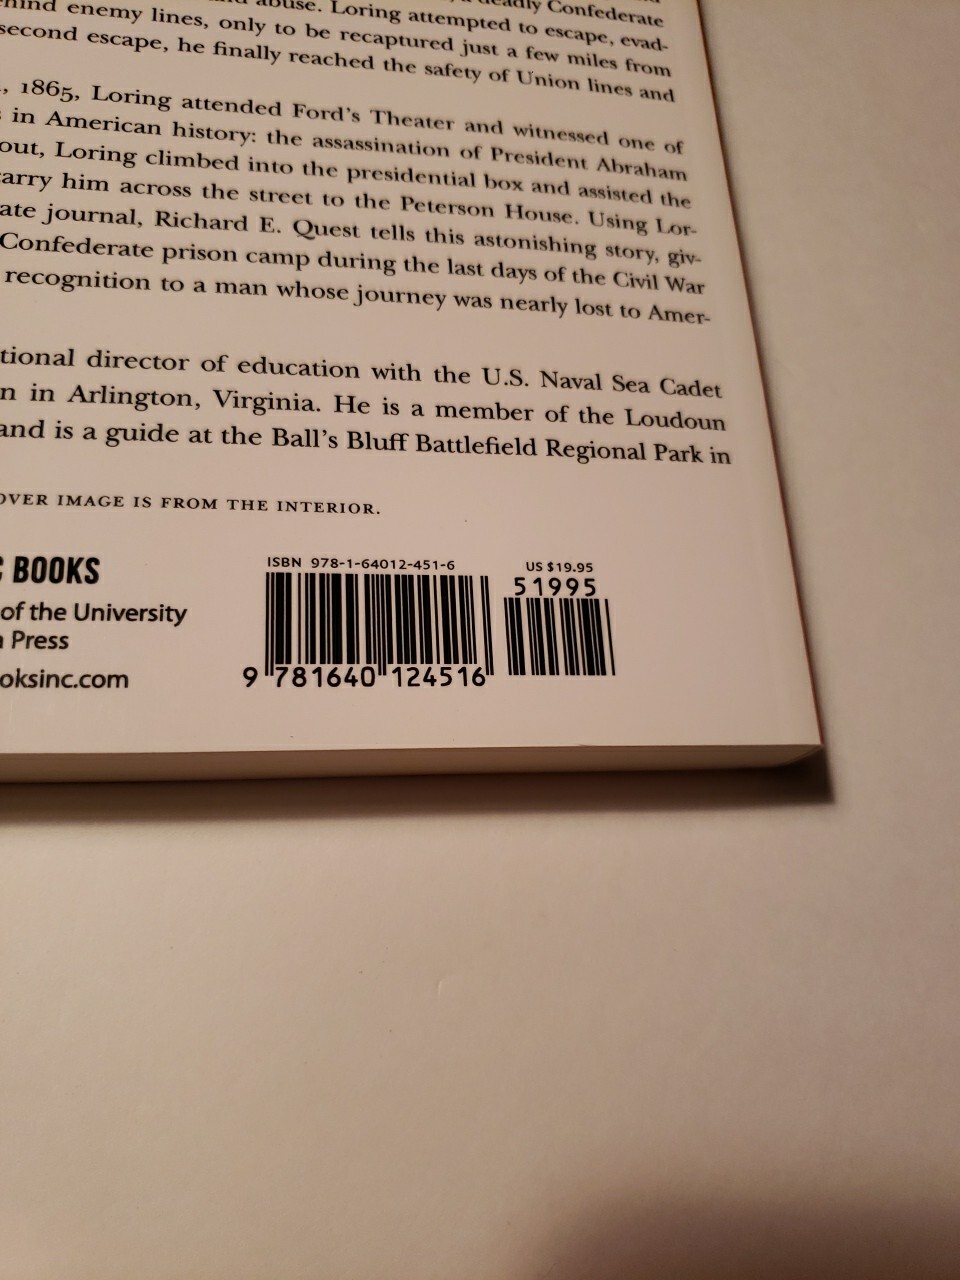 deadly Confederate
abuse. Loring attempted to escape, evad-
hind enemy lines, only to be recaptured just a few miles from
second escape, he finally reached the safety of Union lines and
, 1865, Loring attended Ford's Theater and witnessed one of
in American history: the assassination of President Abraham
out, Loring climbed into the presidential box and assisted the
arry him across the street to the Peterson House. Using Lor-
ate journal, Richard E. Quest tells this astonishing story, giv-
Confederate prison camp during the last days of the Civil War
recognition to a man whose journey was nearly lost to Amer-
tional director of education with the U.S. Naval Sea Cadet
n in Arlington, Virginia. He is a member of the Loudoun
and is a guide at the Ball's Bluff Battlefield Regional Park in
OVER IMAGE IS FROM THE INTERIOR.
C BOOKS
of the University
Press
oksinc.com
ISBN 978-1-64012-451-6
9 781640 124516
US $19.95
51995